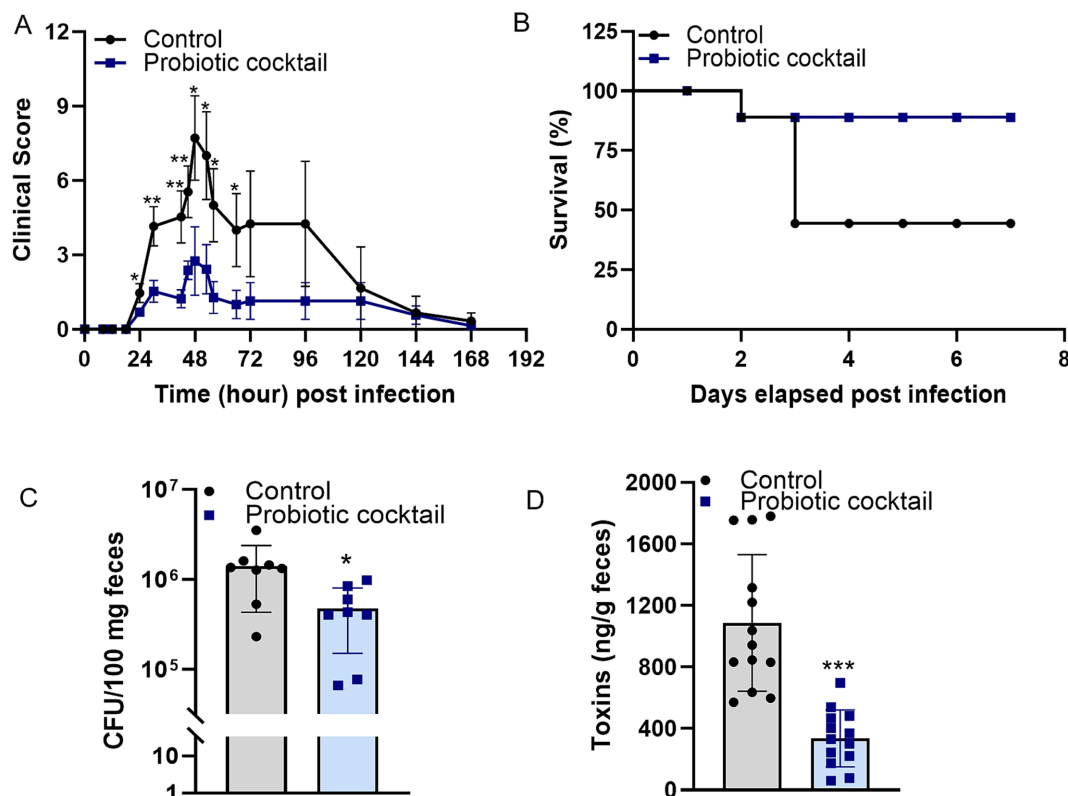 A
Control
Probiotic cocktail
12
9
6
3
0
Clinical Score
*
**
**
**
*
*
*
*
0 24 48 72 96 120 144 168 192
Time (hour) post infection
B
Control
Probiotic cocktail
125
100
75
50
25
0
Survival (%)
0 2 4 6 8
Days elapsed post infection
C
Control
Probiotic cocktail
10⁷
10⁶
10⁵
10
1
CFU/100 mg feces
*
D
Control
Probiotic cocktail
2000
1600
1200
800
400
0
Toxins (ng/g feces)
***